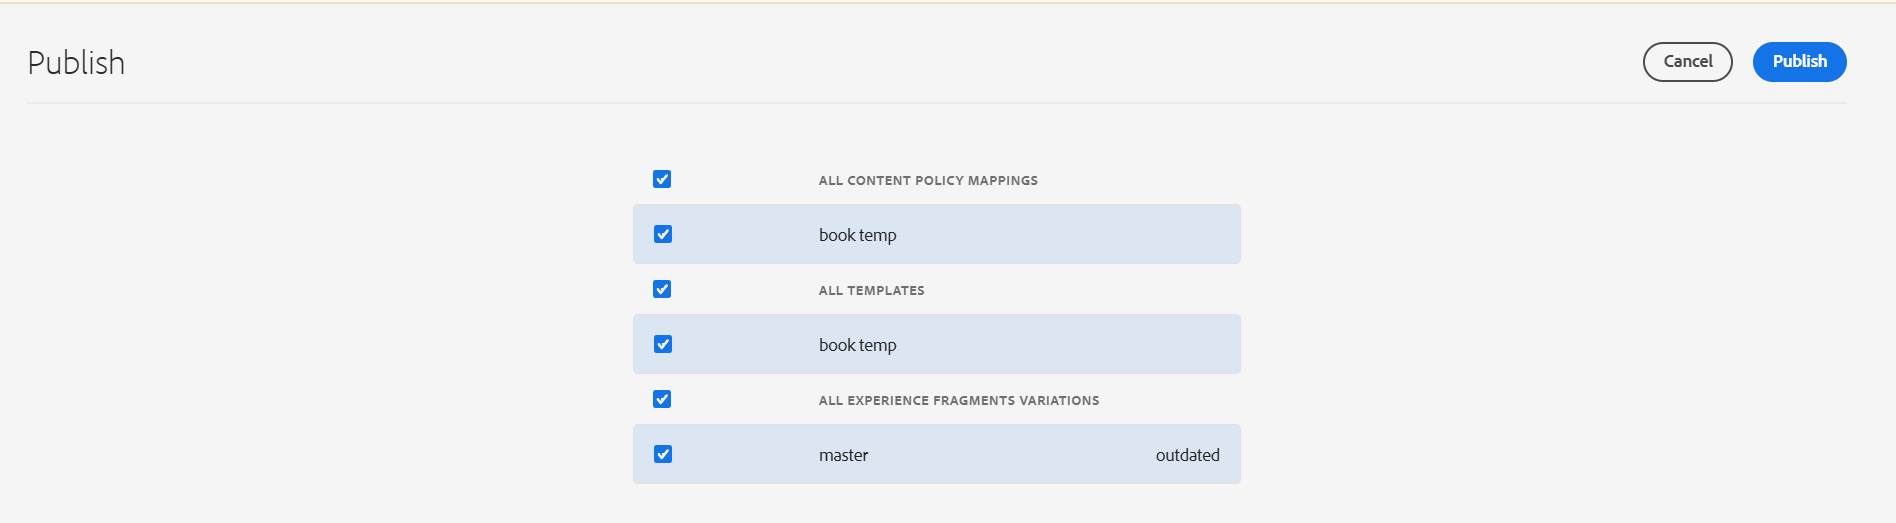 Publish
Cancel
Publish
ALL CONTENT POLICY MAPPINGS
book temp
ALL TEMPLATES
book temp
ALL EXPERIENCE FRAGMENTS VARIATIONS
master outdated